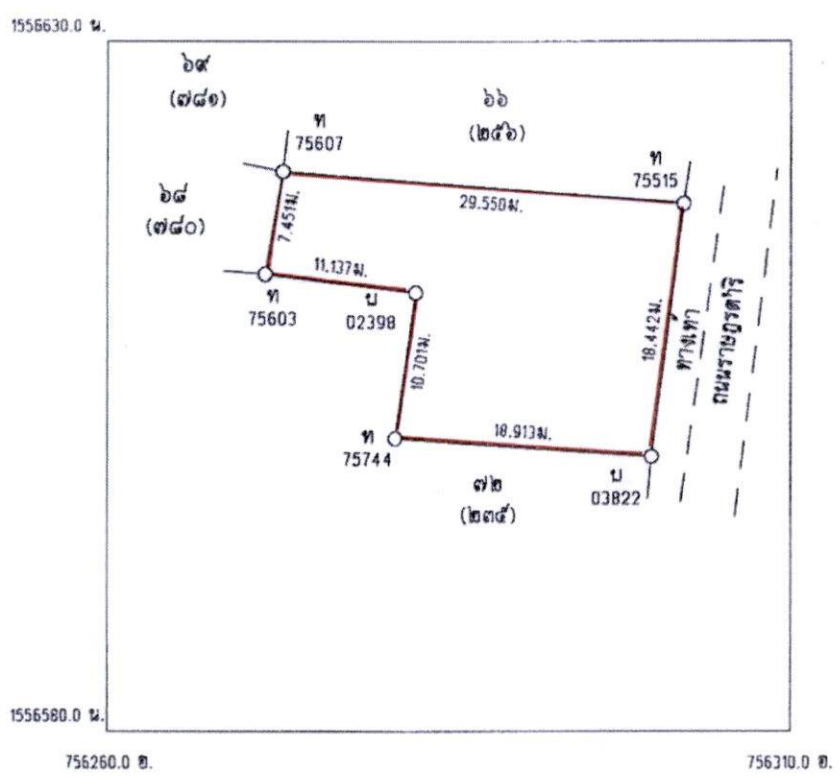 1556630.0 น.
๖๙
(๗๘๑)
ท
75607
๖๖
(๒๕๖)
ท
75515
๖๘
(๗๘๐)
7.451ม.
29.550ม.
11.137ม.
ท
75603
บ
02398
10.701ม.
18.442ม.
ทางเท้า
ถนนราษฎรดำริ
ท
75744
18.913ม.
บ
03822
๗๒
(๒๓๕)
1556580.0 น.
756260.0 อ.
756310.0 อ.